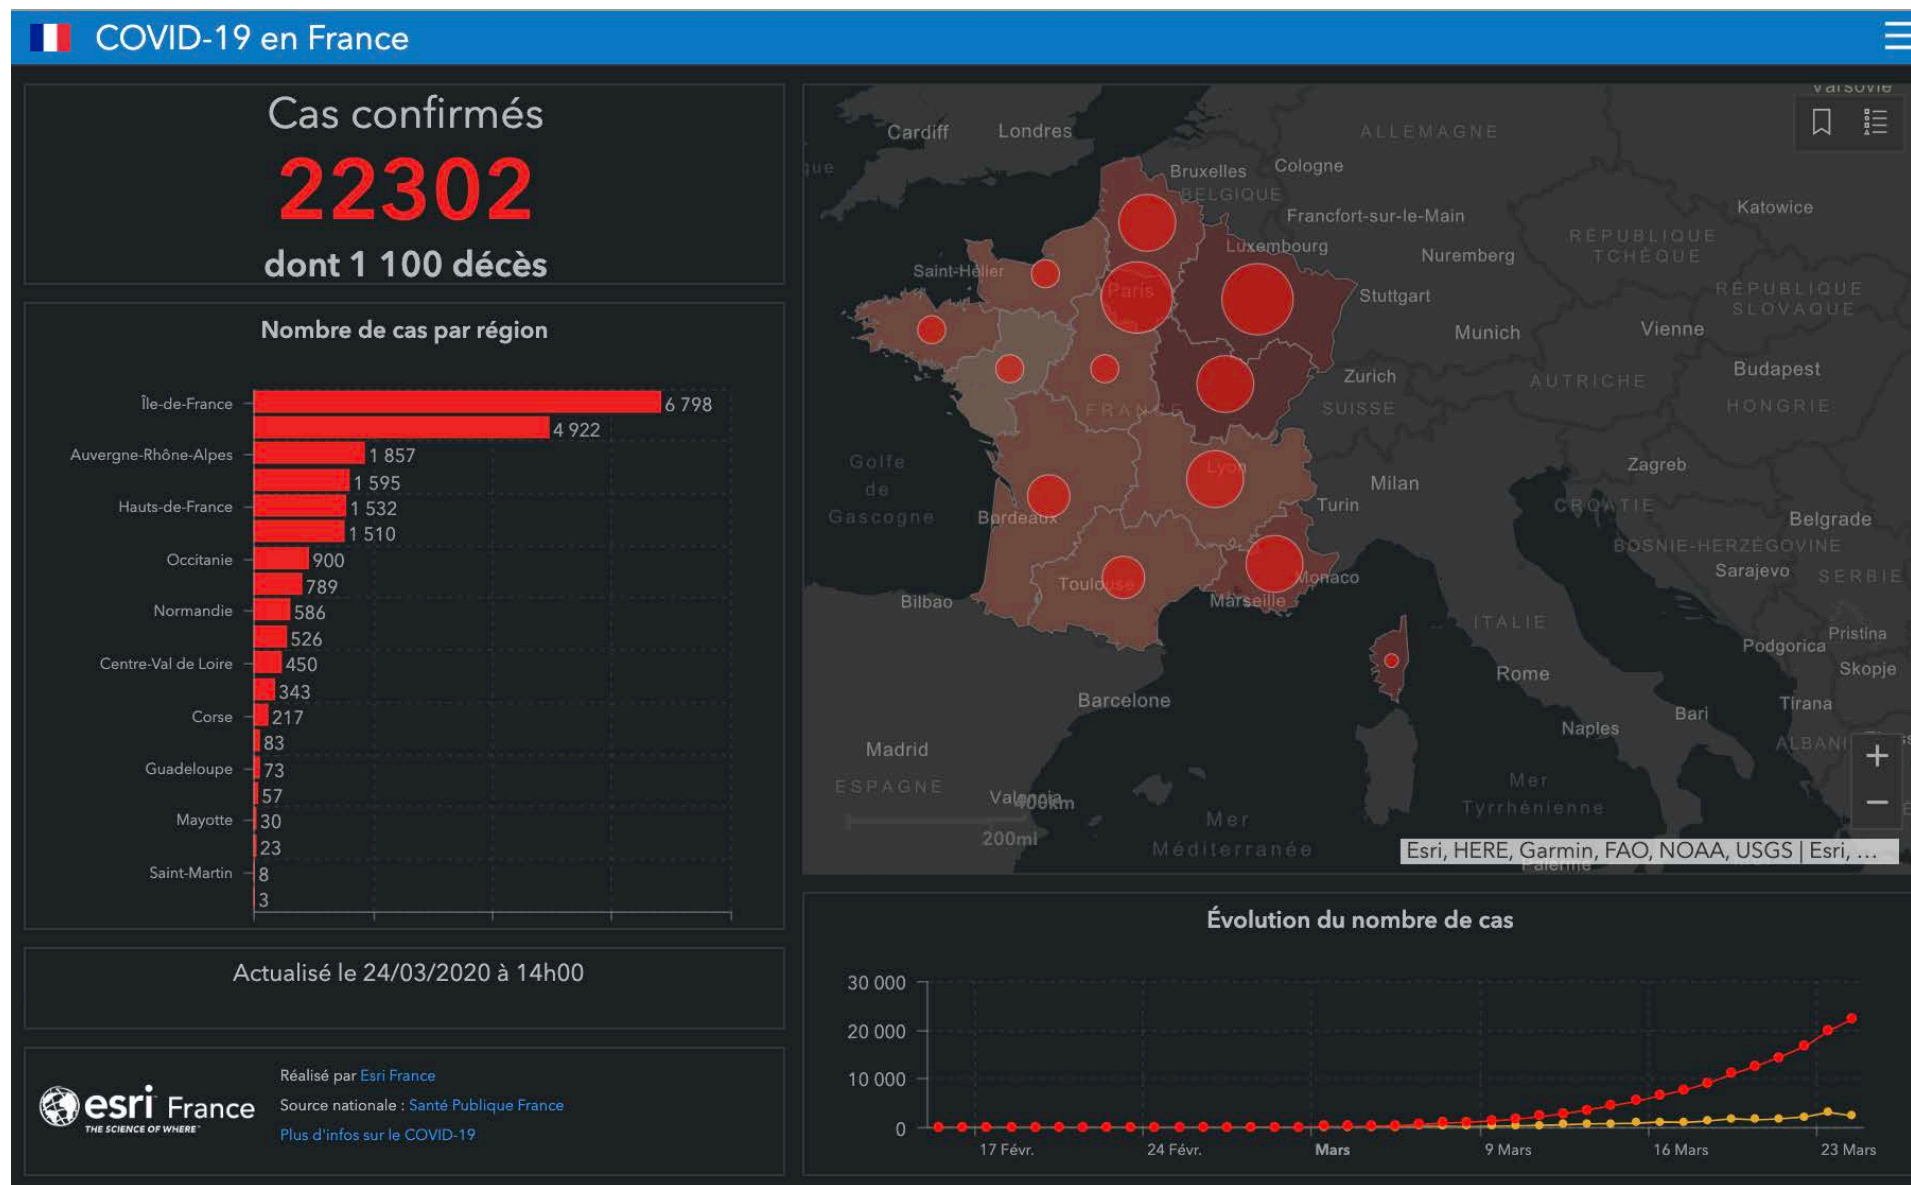 COVID-19 en France
Cas confirmés
22302
dont 1 100 décès
Nombre de cas par région
Île-de-France 6 798
4 922
Auvergne-Rhône-Alpes 1 857
1 595
Hauts-de-France 1 532
1 510
Occitanie 900
789
Normandie 586
526
Centre-Val de Loire 450
343
Corse 217
83
Guadeloupe 73
57
Mayotte 30
23
Saint-Martin 8
3
Actualisé le 24/03/2020 à 14h00
esri France
THE SCIENCE OF WHERE
Réalisé par Esri France
Source nationale : Santé Publique France
Plus d'infos sur le COVID-19
Varsovie
Cardiff
Londres
ALLEMAGNE
Bruxelles
Cologne
BELGIQUE
Francfort-sur-le-Main
Katowice
Luxembourg
Nuremberg
RÉPUBLIQUE
TCHÈQUE
Saint-Hélier
Paris
Stuttgart
RÉPUBLIQUE
SLOVAQUE
Munich
Vienne
Zurich
AUTRICHE
Budapest
FRANCE
SUISSE
HONGRIE
Golfe
de
Gascogne
Lyon
Milan
Zagreb
Bordeaux
Turin
CROATIE
Belgrade
BOSNIE-HERZÉGOVINE
Toulouse
Monaco
Sarajevo
SERBIE
Bilbao
Marseille
ITALIE
Podgorica
Pristina
Rome
Skopje
Barcelone
Tirana
Naples
Bari
Madrid
ESPAGNE
Valencia
400km
200mi
Mer
Tyrrhénienne
Mer
Méditerranée
Palerme
Esri, HERE, Garmin, FAO, NOAA, USGS | Esri, …
Évolution du nombre de cas
30 000
20 000
10 000
0
17 Févr.
24 Févr.
Mars
9 Mars
16 Mars
23 Mars